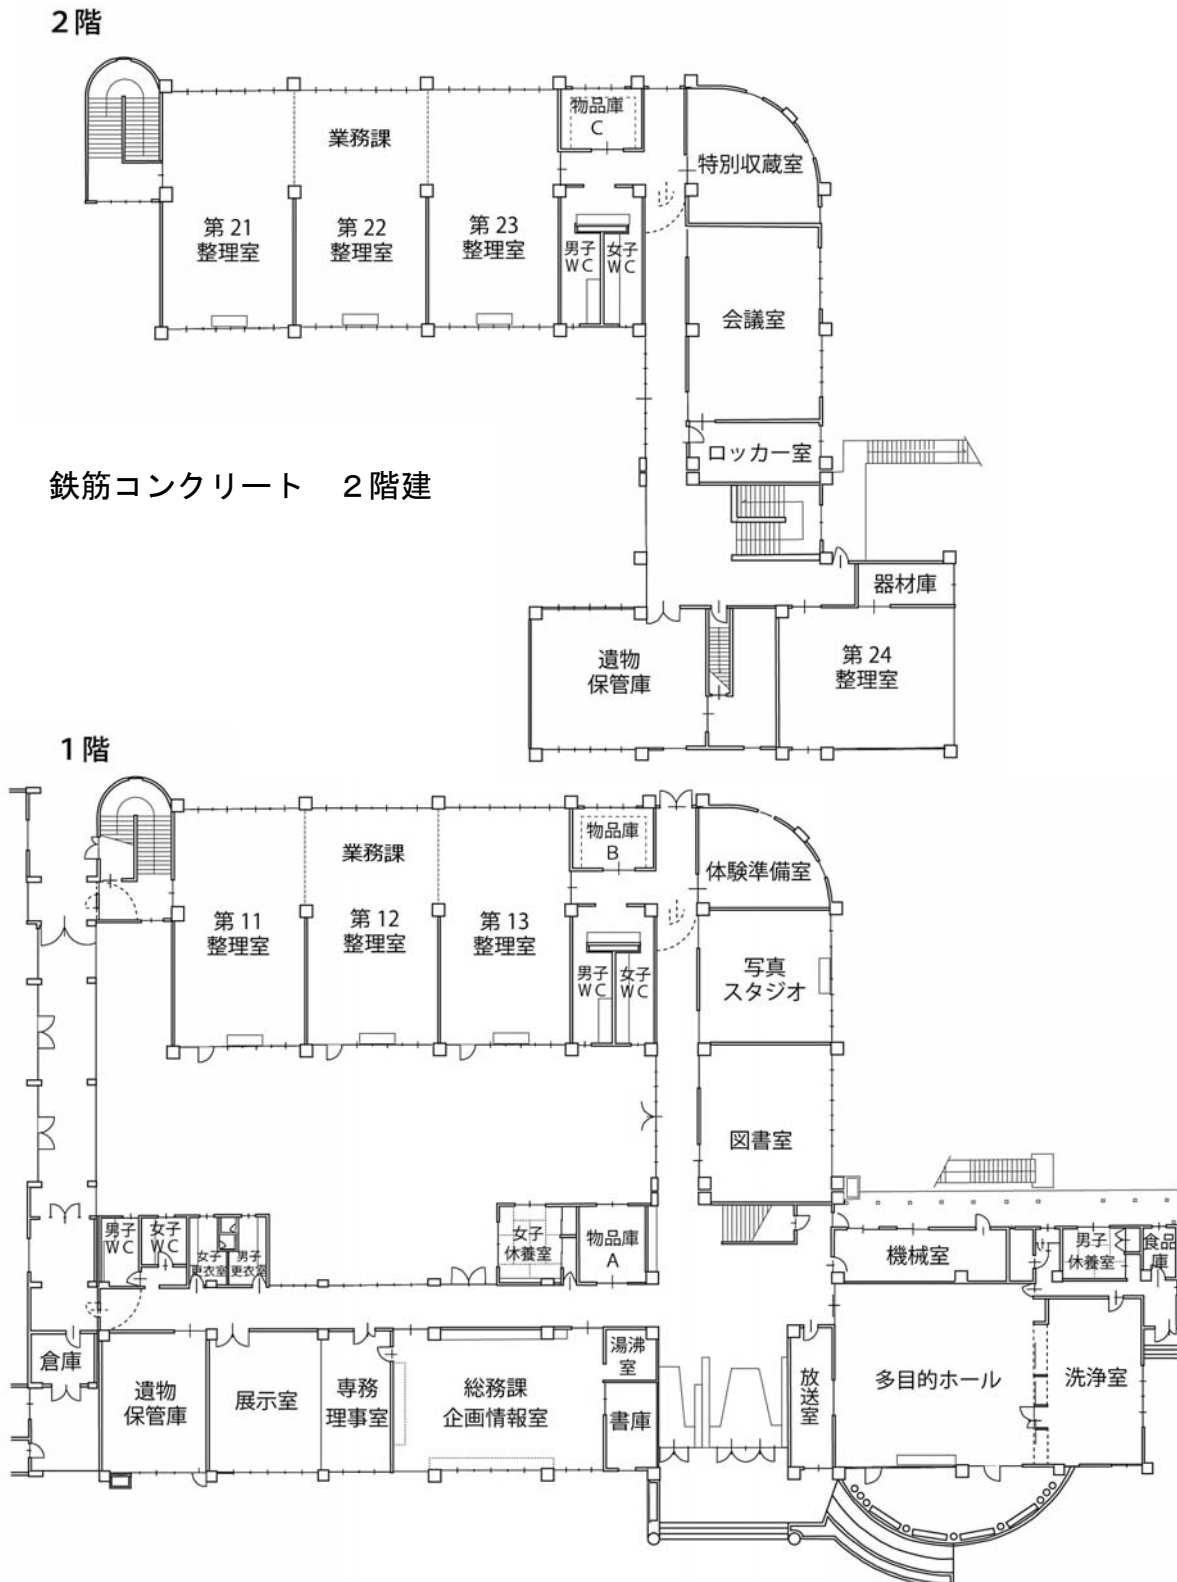 2階
物品庫
C
業務課
特別収蔵室
第 21
整理室
第 22
整理室
第 23
整理室
男子
WC
女子
WC
会議室
ロッカー室
鉄筋コンクリート　２階建
器材庫
遺物
保管庫
第 24
整理室
1階
物品庫
B
業務課
体験準備室
第 11
整理室
第 12
整理室
第 13
整理室
男子
WC
女子
WC
写真
スタジオ
図書室
男子
WC
女子
WC
女子
更衣室
男子
更衣室
女子
休養室
物品庫
A
機械室
男子
休養室
食品
庫
倉庫
遺物
保管庫
展示室
専務
理事室
総務課
企画情報室
湯沸
室
書庫
放送室
多目的ホール
洗浄室